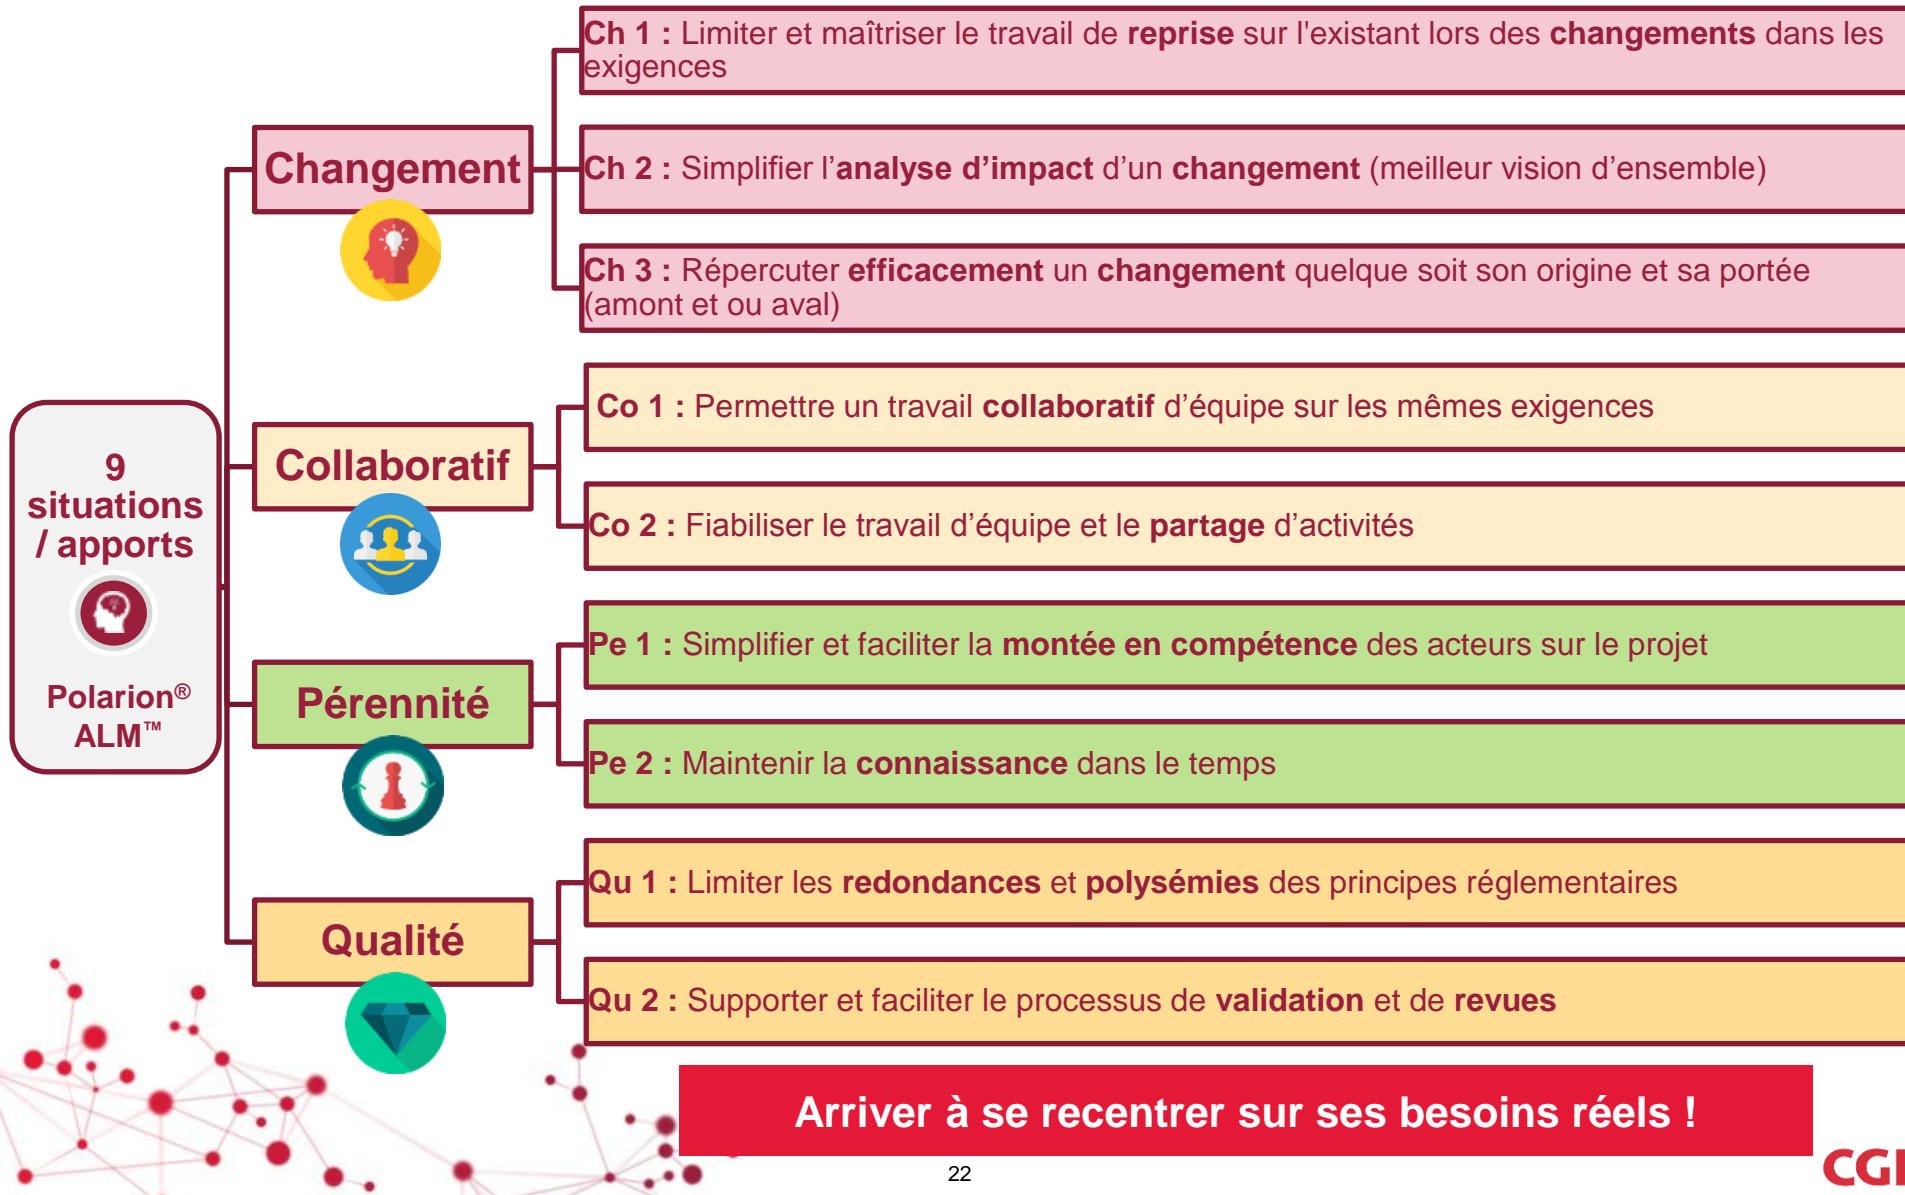 Ch 1 : Limiter et maîtriser le travail de reprise sur l'existant lors des changements dans les
exigences
Changement
Ch 2 : Simplifier l’analyse d’impact d’un changement (meilleur vision d’ensemble)
Ch 3 : Répercuter efficacement un changement quelque soit son origine et sa portée
(amont et ou aval)
9
situations
/ apports
Polarion®
ALM™
Collaboratif
Co 1 : Permettre un travail collaboratif d’équipe sur les mêmes exigences
Co 2 : Fiabiliser le travail d’équipe et le partage d’activités
Pérennité
Pe 1 : Simplifier et faciliter la montée en compétence des acteurs sur le projet
Pe 2 : Maintenir la connaissance dans le temps
Qualité
Qu 1 : Limiter les redondances et polysémies des principes réglementaires
Qu 2 : Supporter et faciliter le processus de validation et de revues
Arriver à se recentrer sur ses besoins réels !
22
CGI